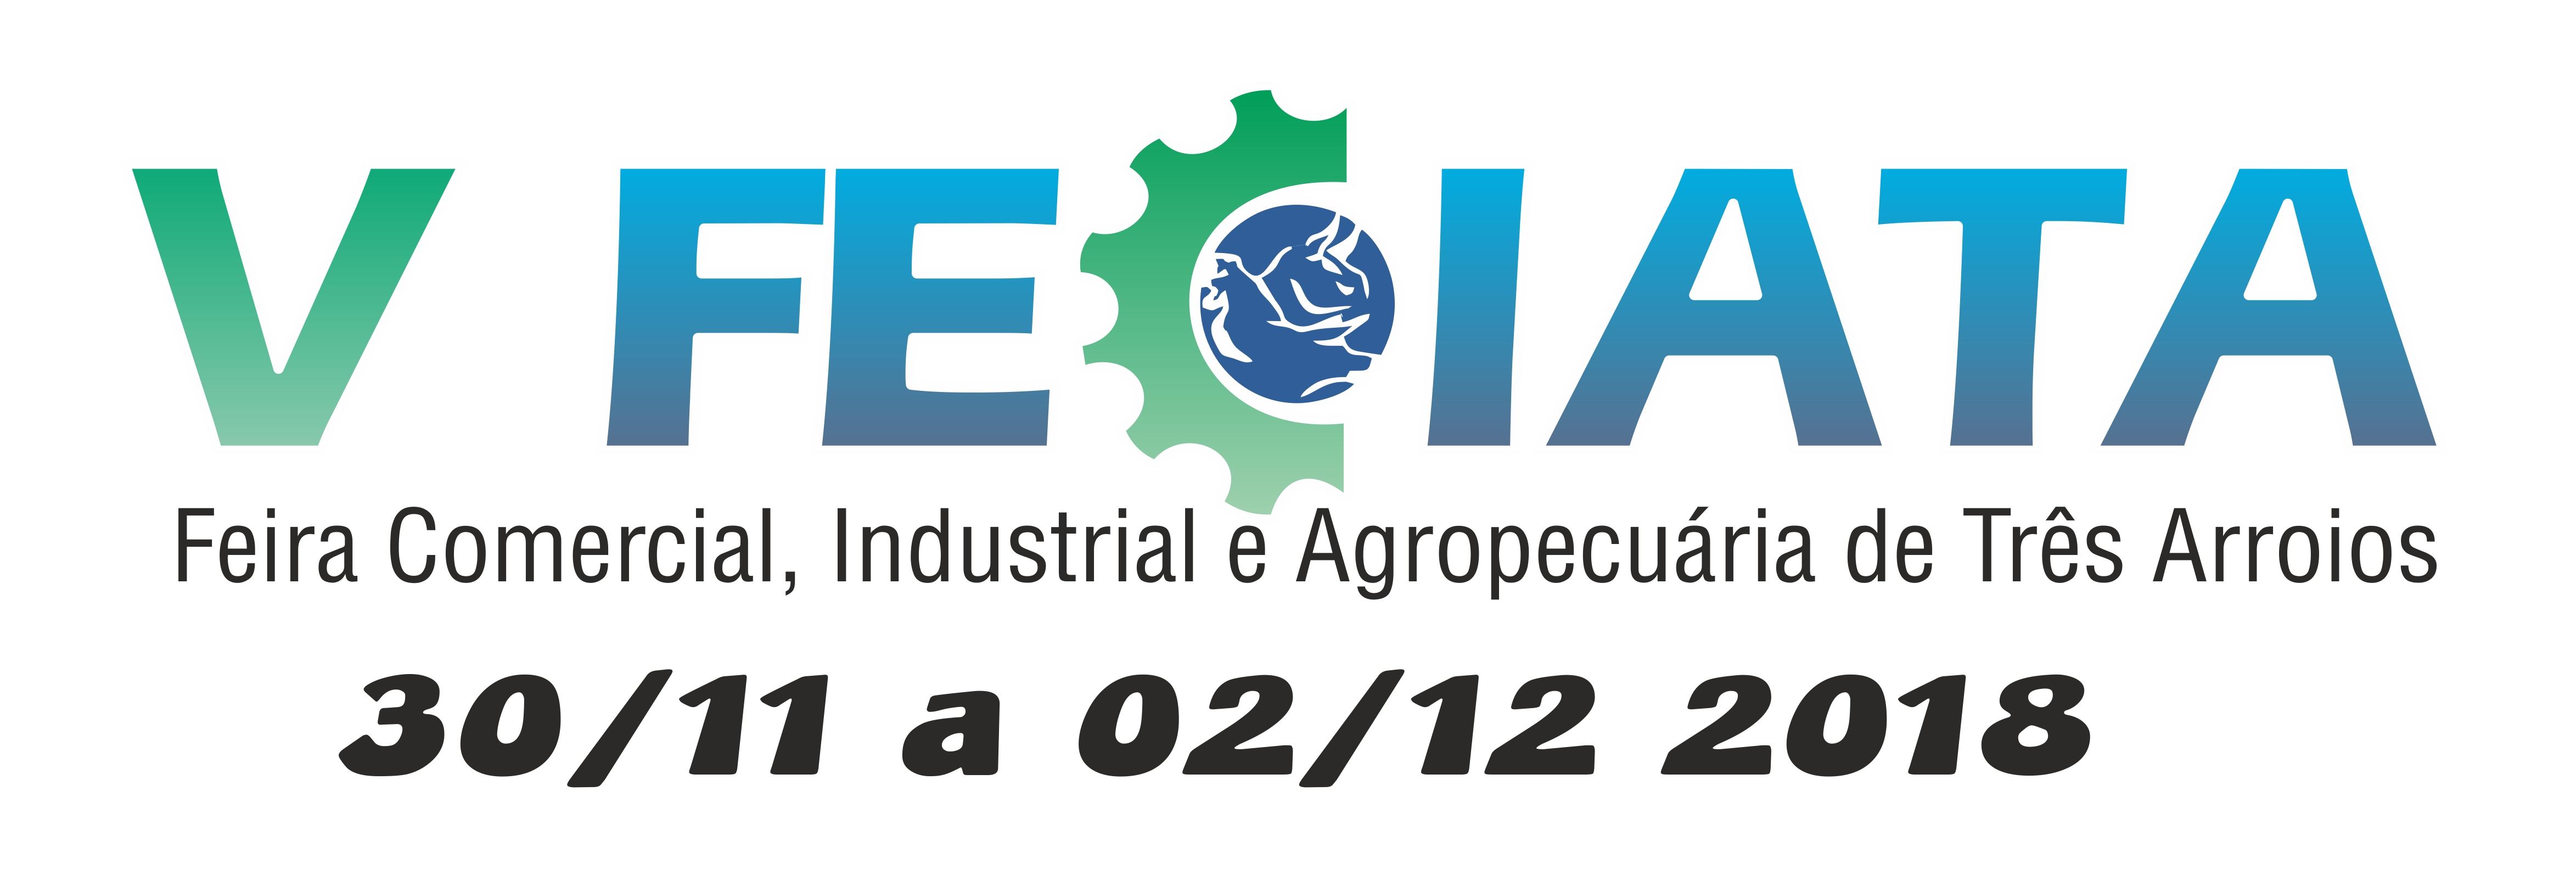 V FECIATA
Feira Comercial, Industrial e Agropecuária de Três Arroios
30/11 a 02/12 2018